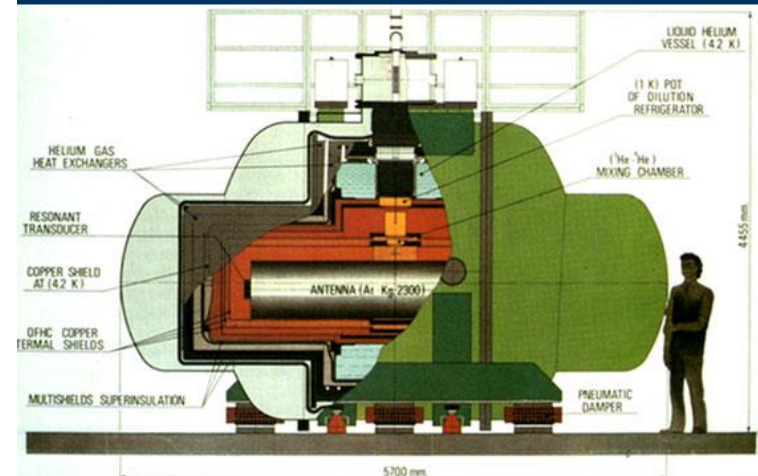 LIQUID HELIUM
VESSEL (4.2 K)
(1 K) POT
OF DILUTION
REFRIGERATOR
HELIUM GAS
HEAT EXCHANGERS
(³He-⁴He)
MIXING CHAMBER
RESONANT
TRANSDUCER
4455 mm.
COPPER SHIELD
AT (4.2 K)
ANTENNA (Al Kg. 2300)
OFHC COPPER
TERMAL SHIELDS
MULTISHIELDS SUPERINSULATION
PNEUMATIC
DAMPER
5700 mm.